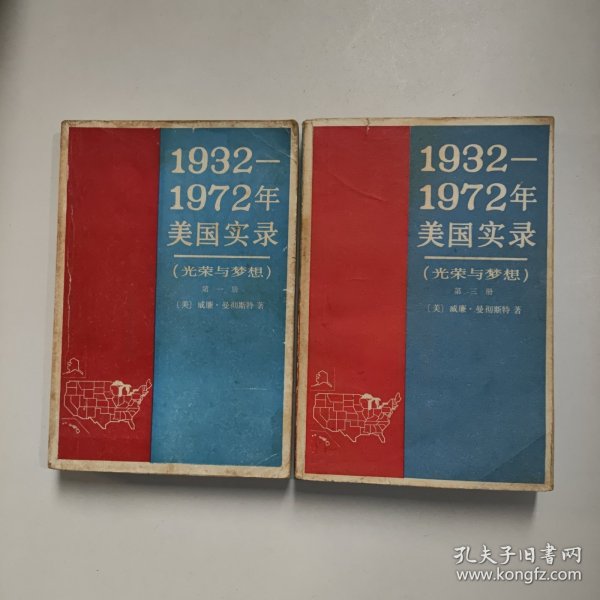 1932—
1972年
美国实录
(光荣与梦想)
第一册
〔美〕威廉·曼彻斯特 著
1932—
1972年
美国实录
(光荣与梦想)
第三册
〔美〕威廉·曼彻斯特 著
孔夫子旧书网
www.kongfz.com